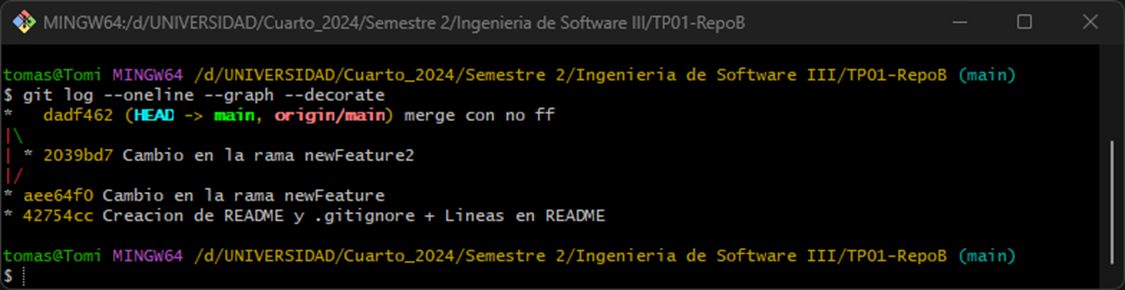 MINGW64:/d/UNIVERSIDAD/Cuarto_2024/Semestre 2/Ingenieria de Software III/TP01-RepoB
tomas@Tomi MINGW64 /d/UNIVERSIDAD/Cuarto_2024/Semestre 2/Ingenieria de Software III/TP01-RepoB (main)
$ git log --oneline --graph --decorate
*   dadf462 (HEAD -> main, origin/main) merge con no ff
|\
| * 2039bd7 Cambio en la rama newFeature2
|/
* aee64f0 Cambio en la rama newFeature
* 42754cc Creacion de README y .gitignore + Lineas en README
tomas@Tomi MINGW64 /d/UNIVERSIDAD/Cuarto_2024/Semestre 2/Ingenieria de Software III/TP01-RepoB (main)
$